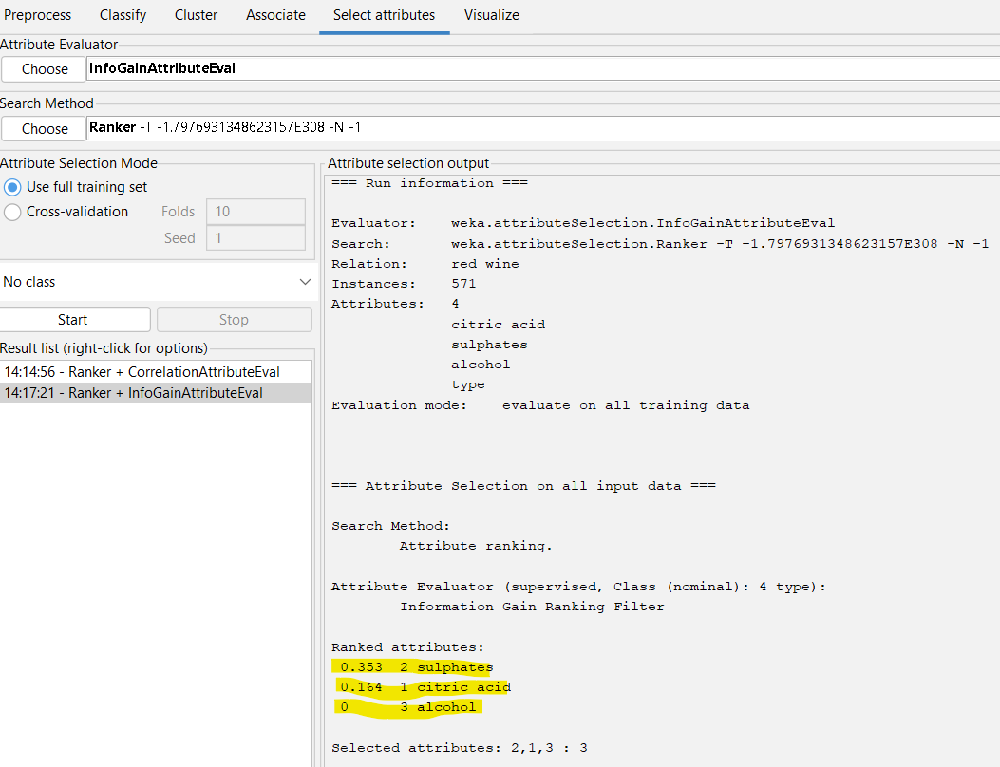 Preprocess Classify Cluster Associate Select attributes Visualize
Attribute Evaluator
Choose InfoGainAttributeEval
Search Method
Choose Ranker -T -1.7976931348623157E308 -N -1
Attribute Selection Mode
Use full training set
Cross-validation Folds 10
Seed 1
No class
Start Stop
Result list (right-click for options)
14:14:56 - Ranker + CorrelationAttributeEval
14:17:21 - Ranker + InfoGainAttributeEval
Attribute selection output
=== Run information ===
Evaluator: weka.attributeSelection.InfoGainAttributeEval
Search: weka.attributeSelection.Ranker -T -1.7976931348623157E308 -N -1
Relation: red_wine
Instances: 571
Attributes: 4
citric acid
sulphates
alcohol
type
Evaluation mode: evaluate on all training data
=== Attribute Selection on all input data ===
Search Method:
Attribute ranking.
Attribute Evaluator (supervised, Class (nominal): 4 type):
Information Gain Ranking Filter
Ranked attributes:
0.353 2 sulphates
0.164 1 citric acid
0 3 alcohol
Selected attributes: 2,1,3 : 3